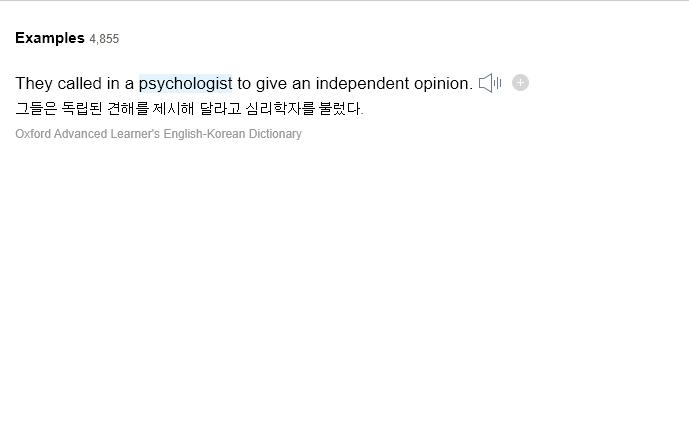 Examples 4,855
They called in a psychologist to give an independent opinion.
그들은 독립된 견해를 제시해 달라고 심리학자를 불렀다.
Oxford Advanced Learner's English-Korean Dictionary